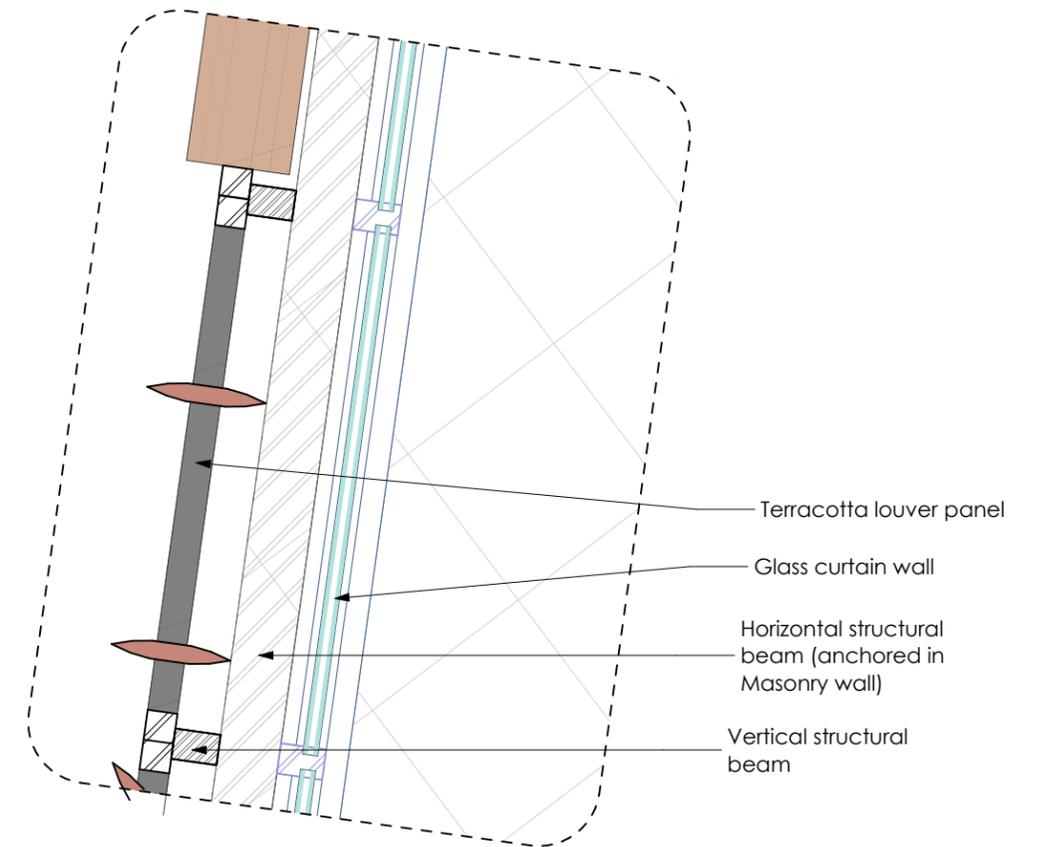 Terracotta louver panel
Glass curtain wall
Horizontal structural
beam (anchored in
Masonry wall)
Vertical structural
beam